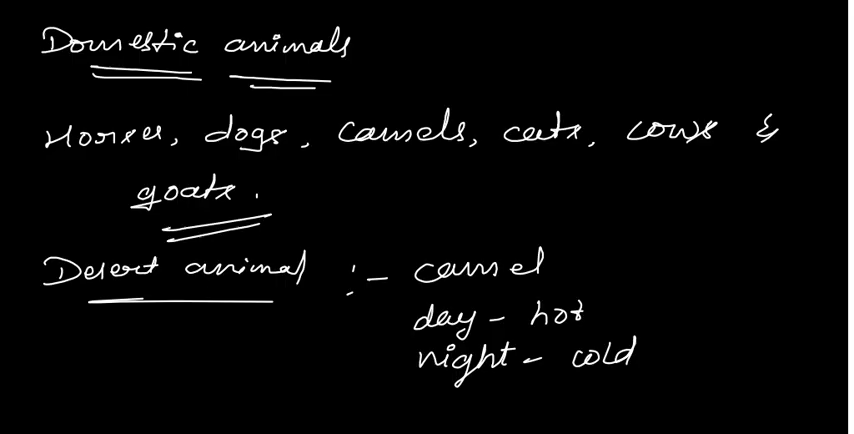 Domestic animals
Horses, dogs, camels, cats, cows &
goats.
Desert animal :- camel
day - hot
night - cold